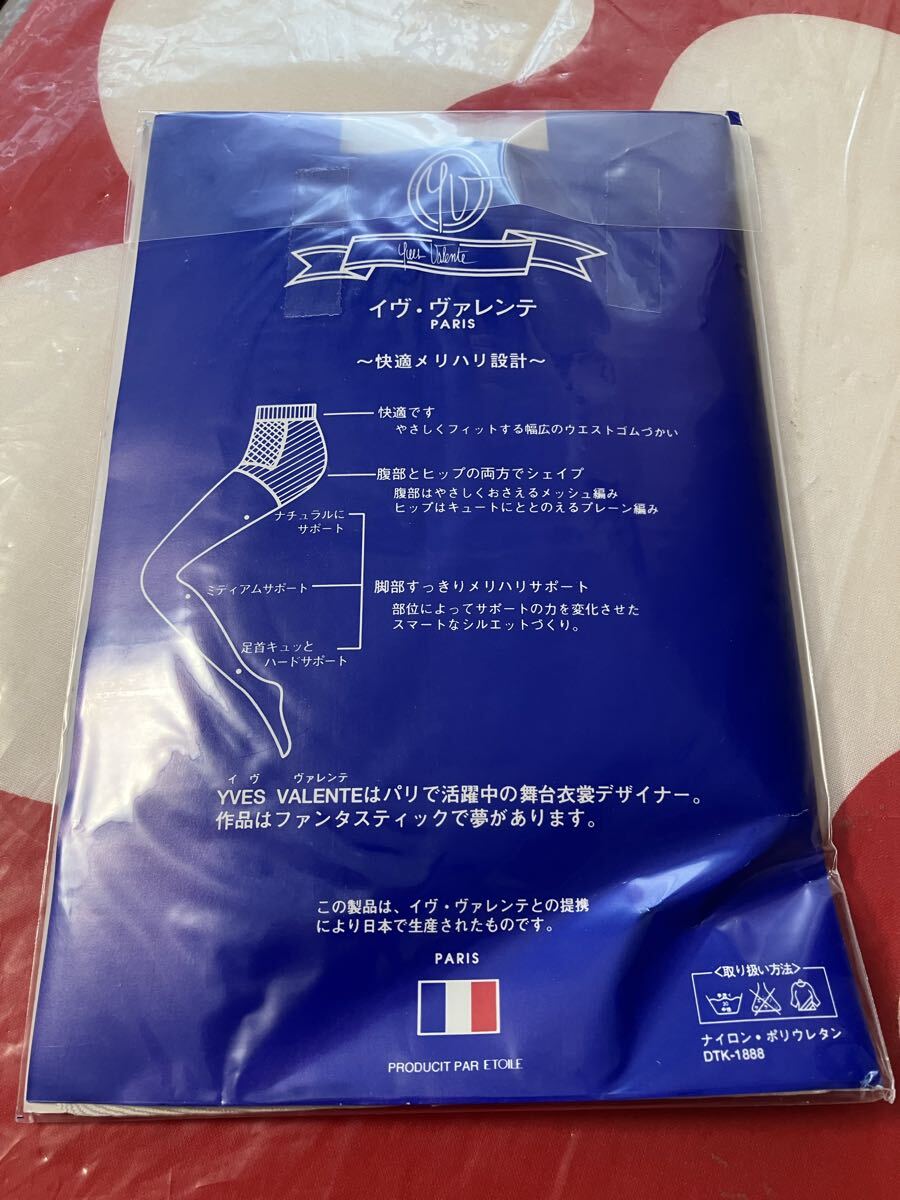 YV
Yves Valente
イヴ・ヴァレンテ
PARIS
〜快適メリハリ設計〜
快適です
やさしくフィットする幅広のウエストゴムづかい
腹部とヒップの両方でシェイプ
腹部はやさしくおさえるメッシュ編み
ヒップはキュートにととのえるプレーン編み
ナチュラルに
サポート
ミディアムサポート
脚部すっきりメリハリサポート
部位によってサポートの力を変化させた
スマートなシルエットづくり。
足首キュッと
ハードサポート
イヴ ヴァレンテ
YVES VALENTEはパリで活躍中の舞台衣裳デザイナー。
作品はファンタスティックで夢があります。
この製品は、イヴ・ヴァレンテとの提携
により日本で生産されたものです。
PARIS
PRODUCIT PAR ETOILE
<取り扱い方法>
ナイロン・ポリウレタン
DTK-1888